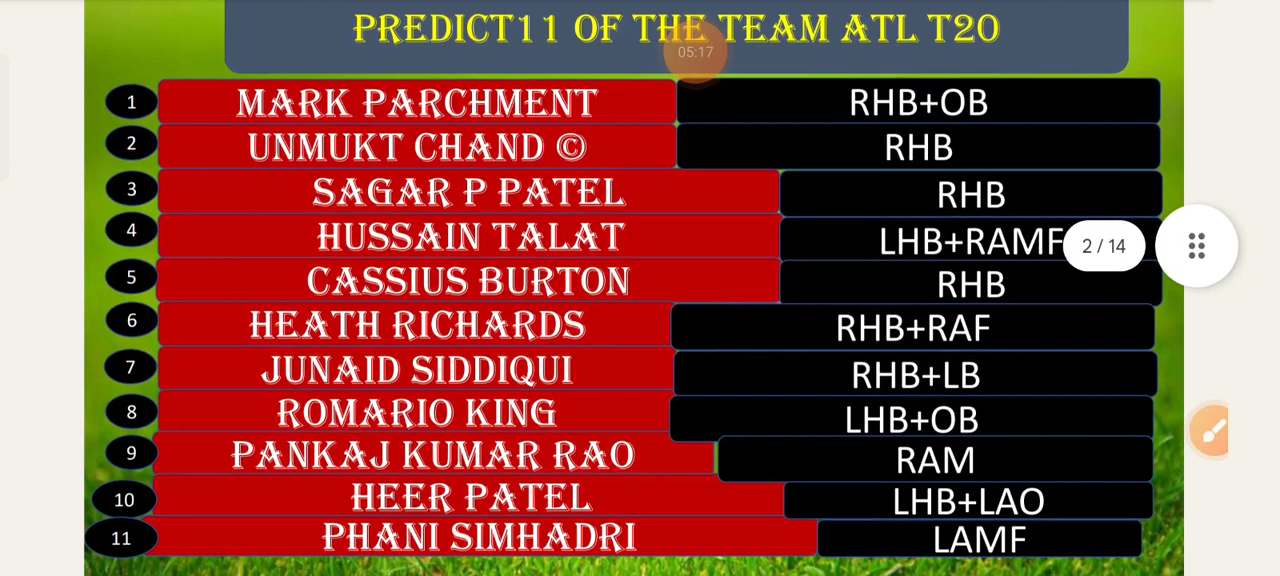 PREDICT11 OF THE TEAM ATL T20
05:17
1 MARK PARCHMENT RHB+OB
2 UNMUKT CHAND © RHB
3 SAGAR P PATEL RHB
4 HUSSAIN TALAT LHB+RAMF
2 / 14
5 CASSIUS BURTON RHB
6 HEATH RICHARDS RHB+RAF
7 JUNAID SIDDIQUI RHB+LB
8 ROMARIO KING LHB+OB
9 PANKAJ KUMAR RAO RAM
10 HEER PATEL LHB+LAO
11 PHANI SIMHADRI LAMF